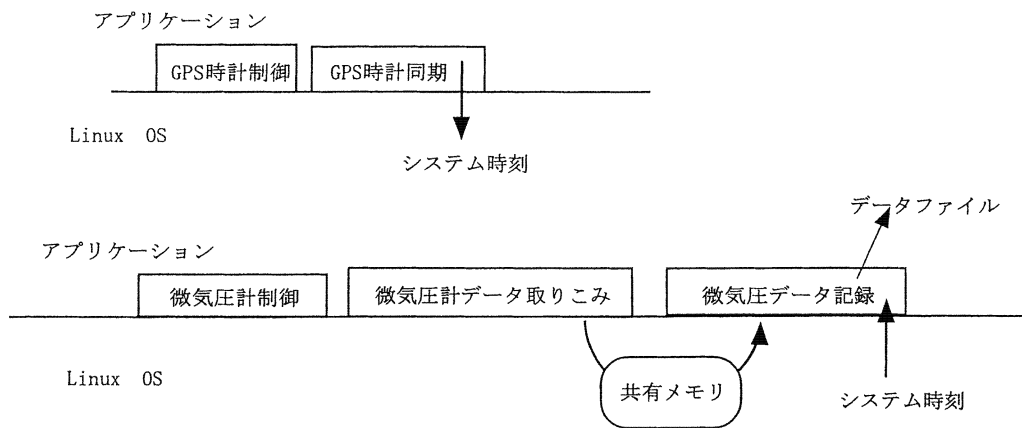 アプリケーション
GPS時計制御
GPS時計同期
Linux OS
システム時刻
データファイル
アプリケーション
微気圧計制御
微気圧計データ取りこみ
微気圧データ記録
Linux OS
共有メモリ
システム時刻